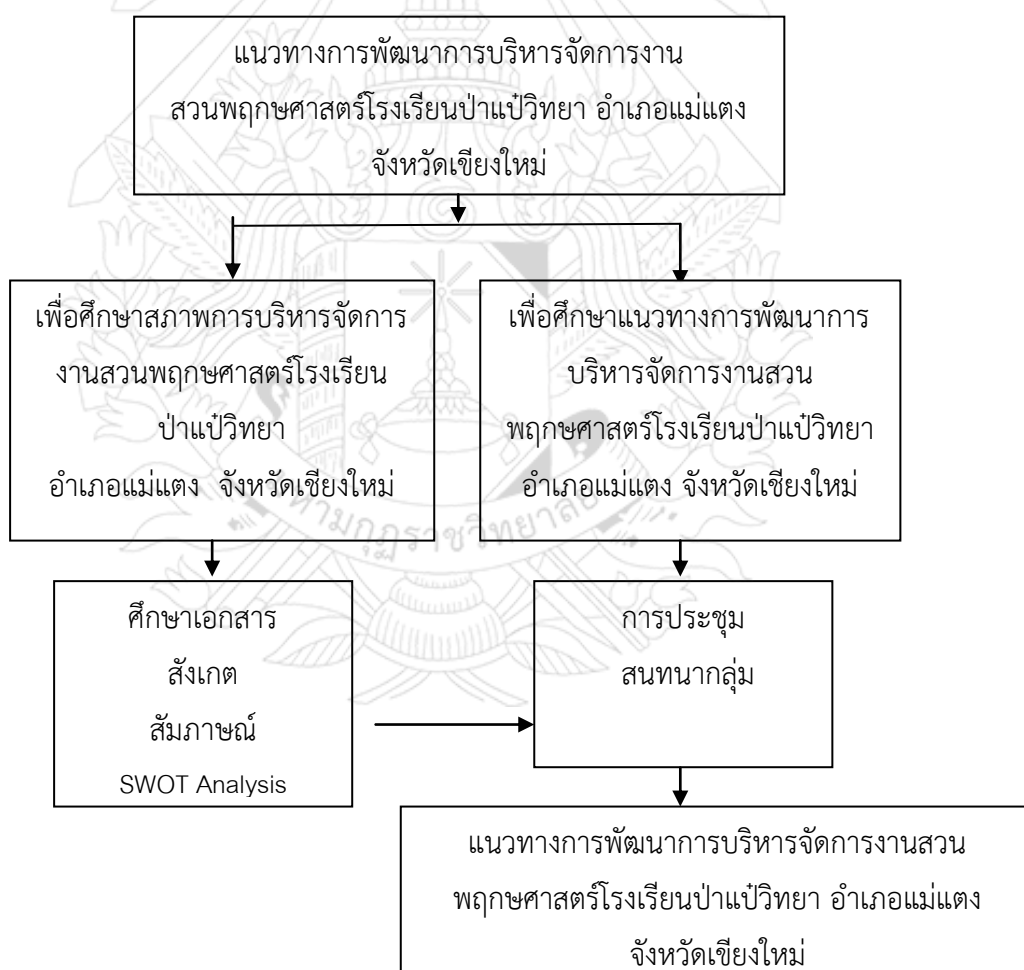 แนวทางการพัฒนาการบริหารจัดการงาน
สวนพฤกษศาสตร์โรงเรียนป่าแป๋วิทยา อำเภอแม่แตง
จังหวัดเชียงใหม่
เพื่อศึกษาสภาพการบริหารจัดการ
งานสวนพฤกษศาสตร์โรงเรียน
ป่าแป๋วิทยา
อำเภอแม่แตง จังหวัดเชียงใหม่
เพื่อศึกษาแนวทางการพัฒนาการ
บริหารจัดการงานสวน
พฤกษศาสตร์โรงเรียนป่าแป๋วิทยา
อำเภอแม่แตง จังหวัดเชียงใหม่
ศึกษาเอกสาร
สังเกต
สัมภาษณ์
SWOT Analysis
การประชุม
สนทนากลุ่ม
แนวทางการพัฒนาการบริหารจัดการงานสวน
พฤกษศาสตร์โรงเรียนป่าแป๋วิทยา อำเภอแม่แตง
จังหวัดเชียงใหม่